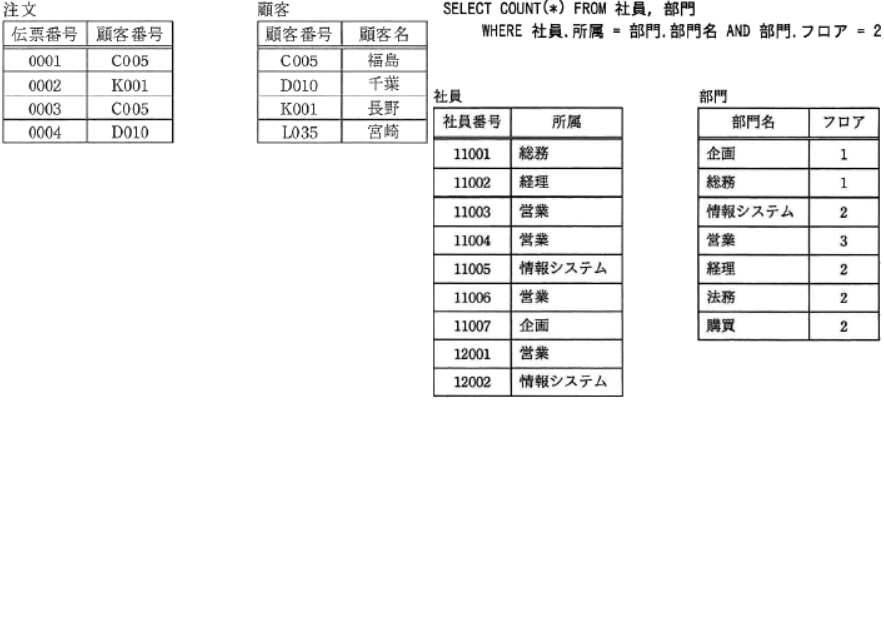 注文
伝票番号 顧客番号
0001 C005
0002 K001
0003 C005
0004 D010
顧客
顧客番号 顧客名
C005 福島
D010 千葉
K001 長野
L035 宮崎
SELECT COUNT(*) FROM 社員, 部門
WHERE 社員.所属 = 部門.部門名 AND 部門.フロア = 2
社員
社員番号 所属
11001 総務
11002 経理
11003 営業
11004 営業
11005 情報システム
11006 営業
11007 企画
12001 営業
12002 情報システム
部門
部門名 フロア
企画 1
総務 1
情報システム 2
営業 3
経理 2
法務 2
購買 2